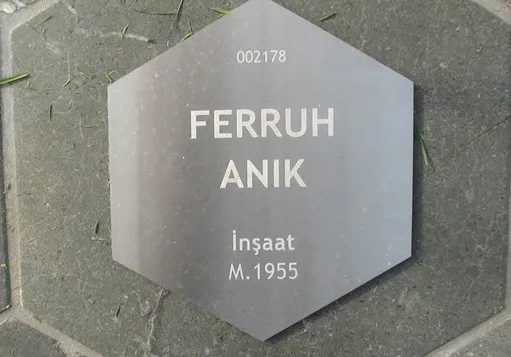 002178
FERRUH
ANIK
İnşaat
M.1955